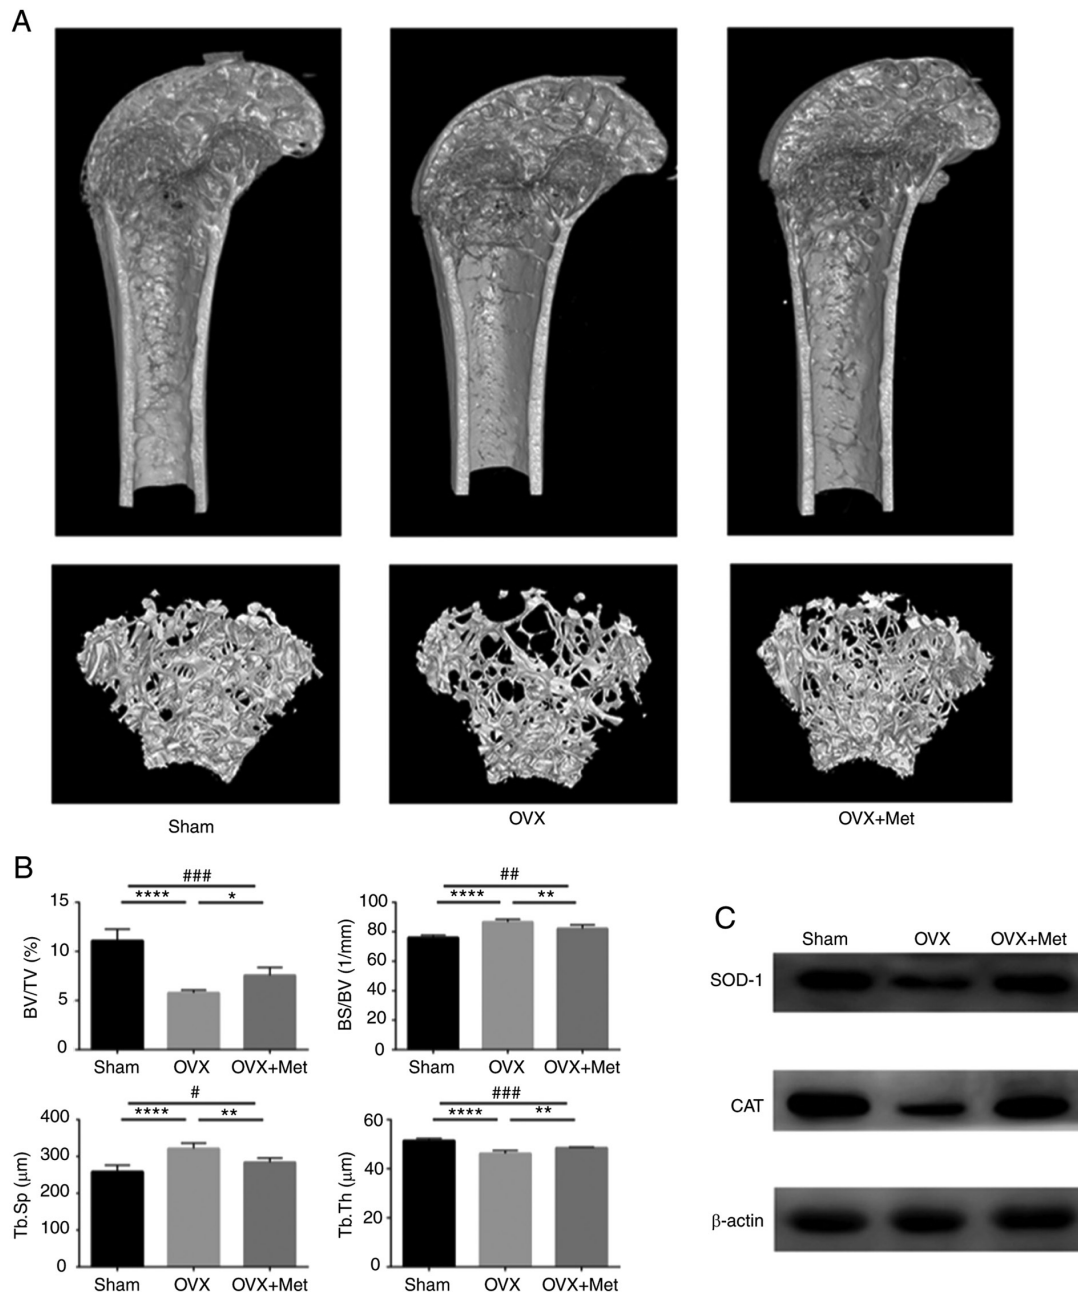 A
Sham OVX OVX+Met
B
###
**** *
15
10
5
0
BV/TV (%)
Sham OVX OVX+Met
##
**** **
100
80
60
40
20
0
BS/BV (1/mm)
Sham OVX OVX+Met
#
**** **
400
300
200
100
0
Tb.Sp (μm)
Sham OVX OVX+Met
###
**** **
60
40
20
0
Tb.Th (μm)
Sham OVX OVX+Met
C
Sham OVX OVX+Met
SOD-1
CAT
β-actin